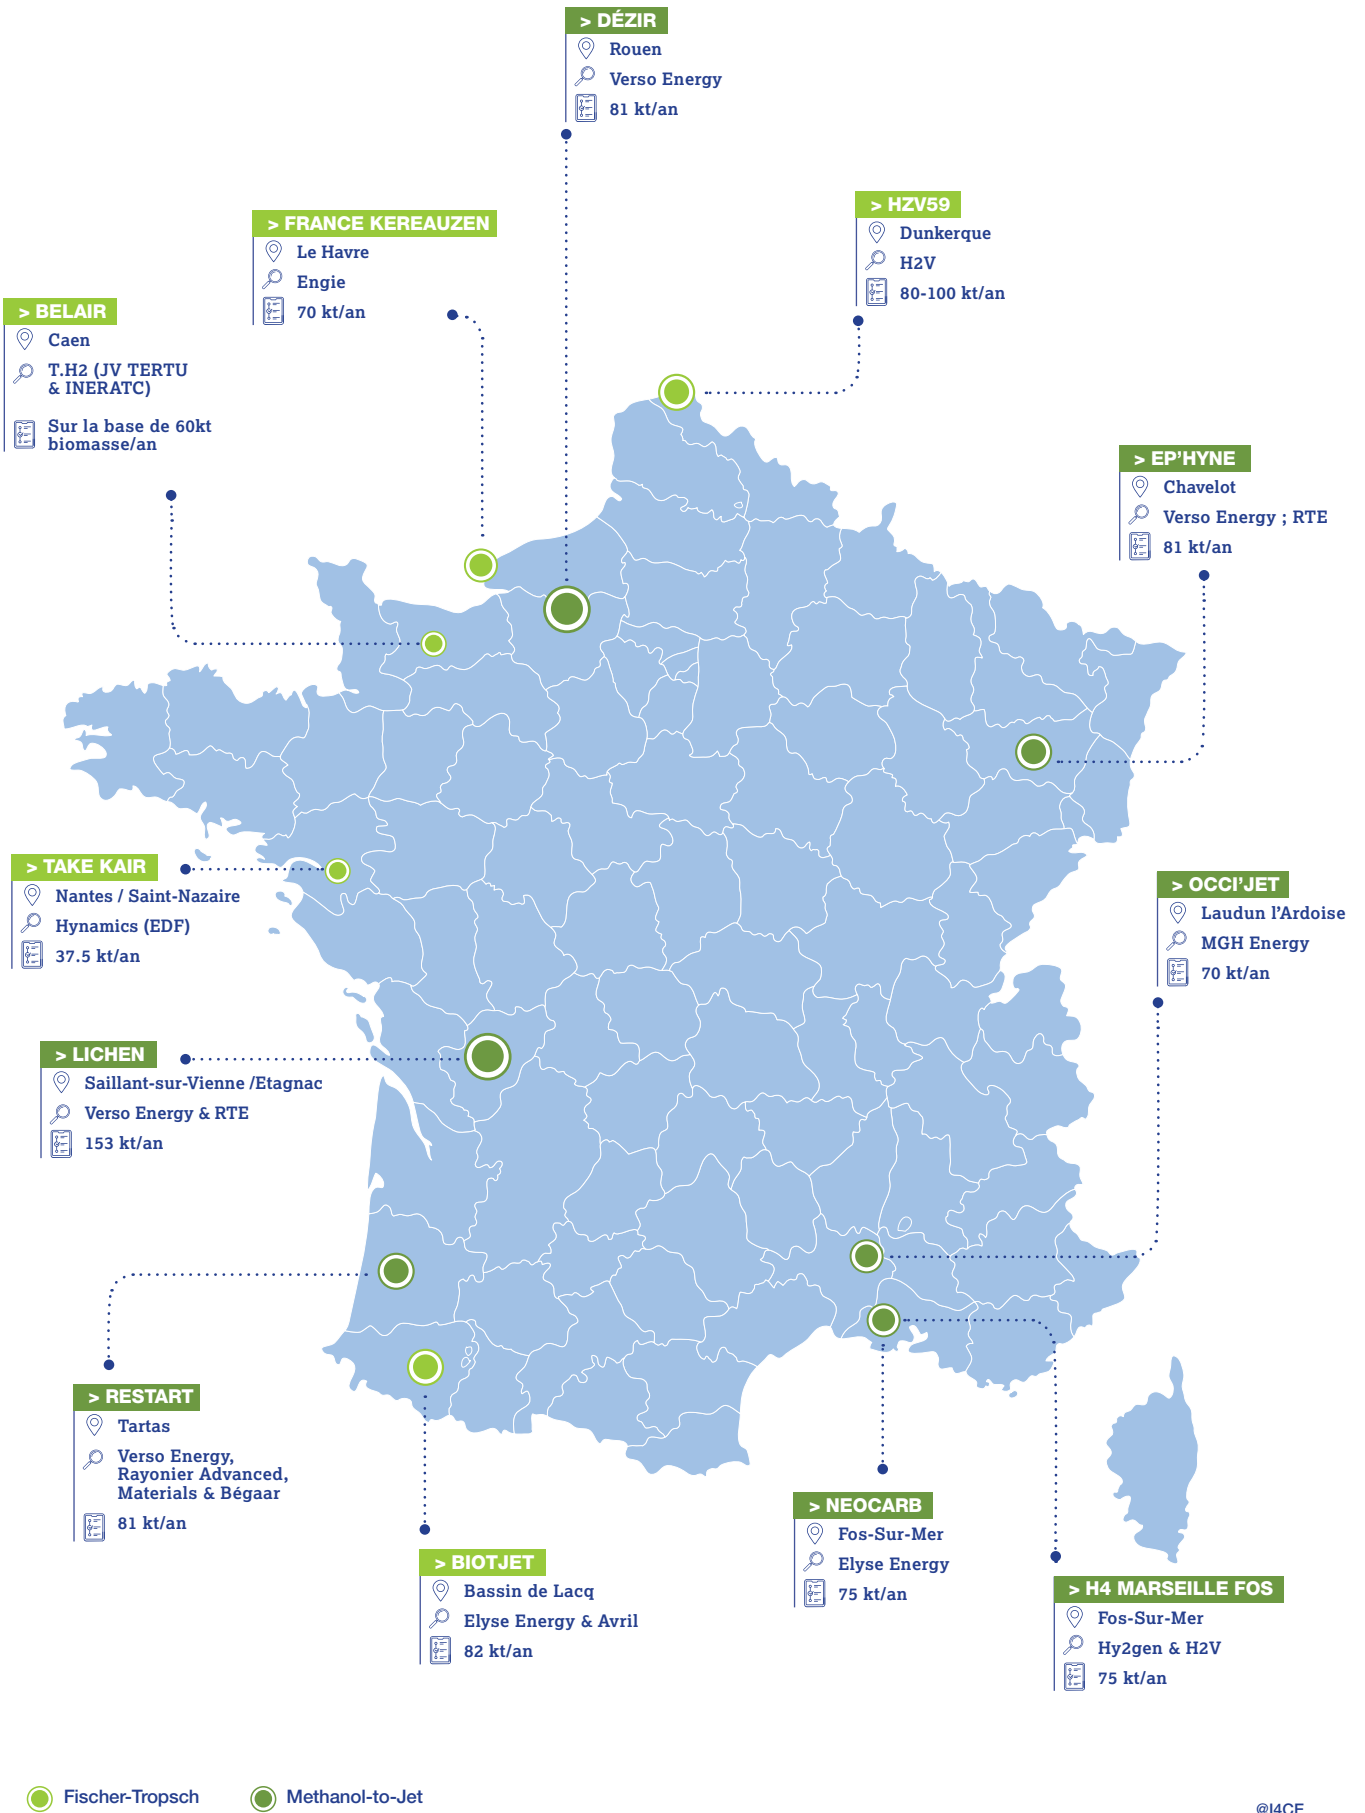 > DÉZIR
Rouen
Verso Energy
81 kt/an
> HZV59
Dunkerque
H2V
80-100 kt/an
> FRANCE KEREAUZEN
Le Havre
Engie
70 kt/an
> BELAIR
Caen
T.H2 (JV TERTU
& INERATC)
Sur la base de 60kt
biomasse/an
> EP'HYNE
Chavelot
Verso Energy ; RTE
81 kt/an
> TAKE KAIR
Nantes / Saint-Nazaire
Hynamics (EDF)
37.5 kt/an
> OCCI'JET
Laudun l'Ardoise
MGH Energy
70 kt/an
> LICHEN
Saillant-sur-Vienne /Etagnac
Verso Energy & RTE
153 kt/an
> RESTART
Tartas
Verso Energy,
Rayonier Advanced,
Materials & Bégaar
81 kt/an
> BIOTJET
Bassin de Lacq
Elyse Energy & Avril
82 kt/an
> NEOCARB
Fos-Sur-Mer
Elyse Energy
75 kt/an
> H4 MARSEILLE FOS
Fos-Sur-Mer
Hy2gen & H2V
75 kt/an
Fischer-Tropsch
Methanol-to-Jet
@I4CE